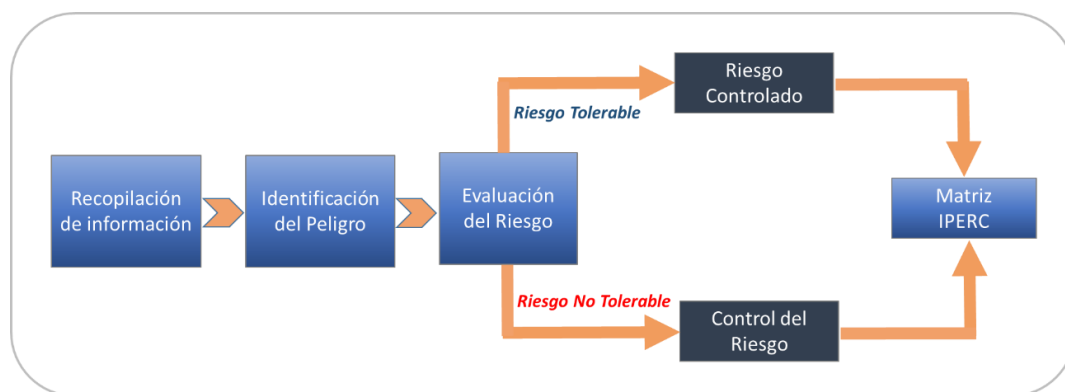 Recopilación
de información
Identificación
del Peligro
Evaluación
del Riesgo
Riesgo Tolerable
Riesgo
Controlado
Riesgo No Tolerable
Control del
Riesgo
Matriz
IPERC